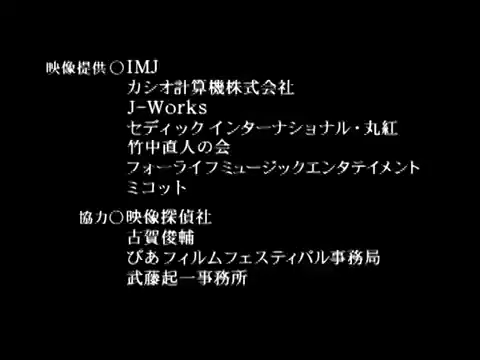 映像提供○IMJ
カシオ計算機株式会社
J-Works
セディック インターナショナル・丸紅
竹中直人の会
フォーライフミュージックエンタテイメント
ミコット
協力○映像探偵社
古賀俊輔
ぴあフィルムフェスティバル事務局
武藤起一事務所